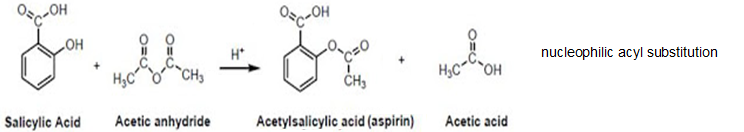 O OH O OH
OH O O H+ O O O
+ + nucleophilic acyl substitution
H3C O CH3 CH3 H3C OH
Salicylic Acid Acetic anhydride Acetylsalicylic acid (aspirin) Acetic acid